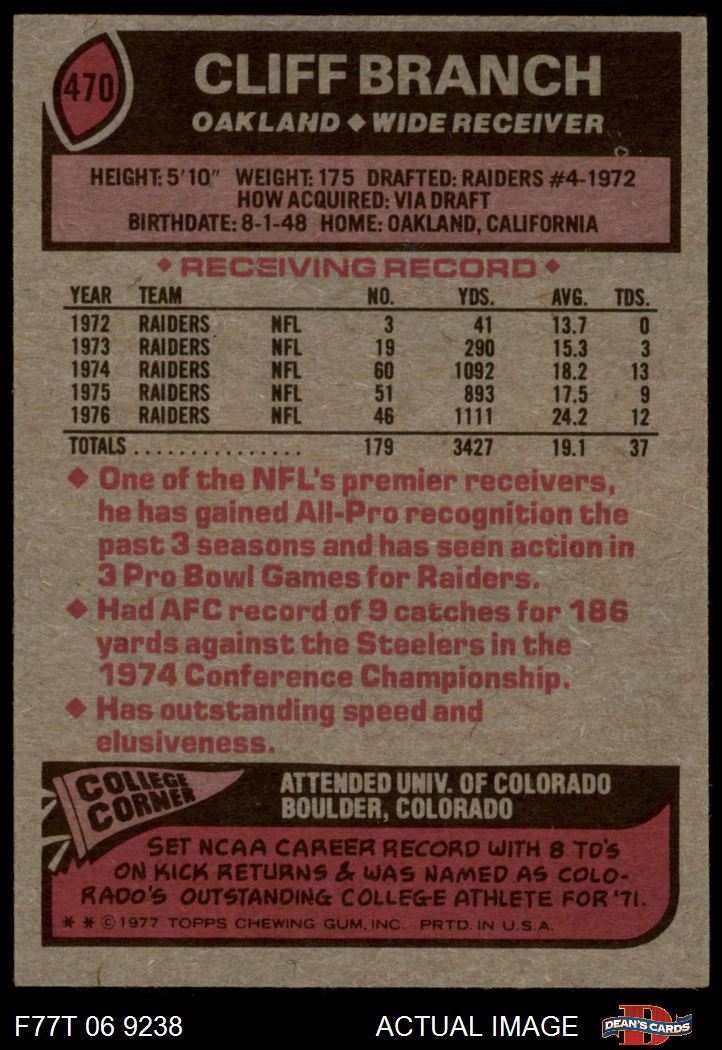 470
CLIFF BRANCH
OAKLAND ◆ WIDE RECEIVER
HEIGHT: 5'10" WEIGHT: 175 DRAFTED: RAIDERS #4-1972
HOW ACQUIRED: VIA DRAFT
BIRTHDATE: 8-1-48 HOME: OAKLAND, CALIFORNIA
◆ RECEIVING RECORD ◆
YEAR TEAM NO. YDS. AVG. TDS.
1972 RAIDERS NFL 3 41 13.7 0
1973 RAIDERS NFL 19 290 15.3 3
1974 RAIDERS NFL 60 1092 18.2 13
1975 RAIDERS NFL 51 893 17.5 9
1976 RAIDERS NFL 46 1111 24.2 12
TOTALS ................ 179 3427 19.1 37
◆ One of the NFL's premier receivers,
he has gained All-Pro recognition the
past 3 seasons and has seen action in
3 Pro Bowl Games for Raiders.
◆ Had AFC record of 9 catches for 186
yards against the Steelers in the
1974 Conference Championship.
◆ Has outstanding speed and
elusiveness.
COLLEGE
CORNER
ATTENDED UNIV. OF COLORADO
BOULDER, COLORADO
SET NCAA CAREER RECORD WITH 8 TD'S
ON KICK RETURNS & WAS NAMED AS COLO-
RADO'S OUTSTANDING COLLEGE ATHLETE FOR '71.
* * © 1977 TOPPS CHEWING GUM, INC. PRTD. IN U.S.A.
F77T 06 9238 ACTUAL IMAGE
D
DEAN'S CARDS